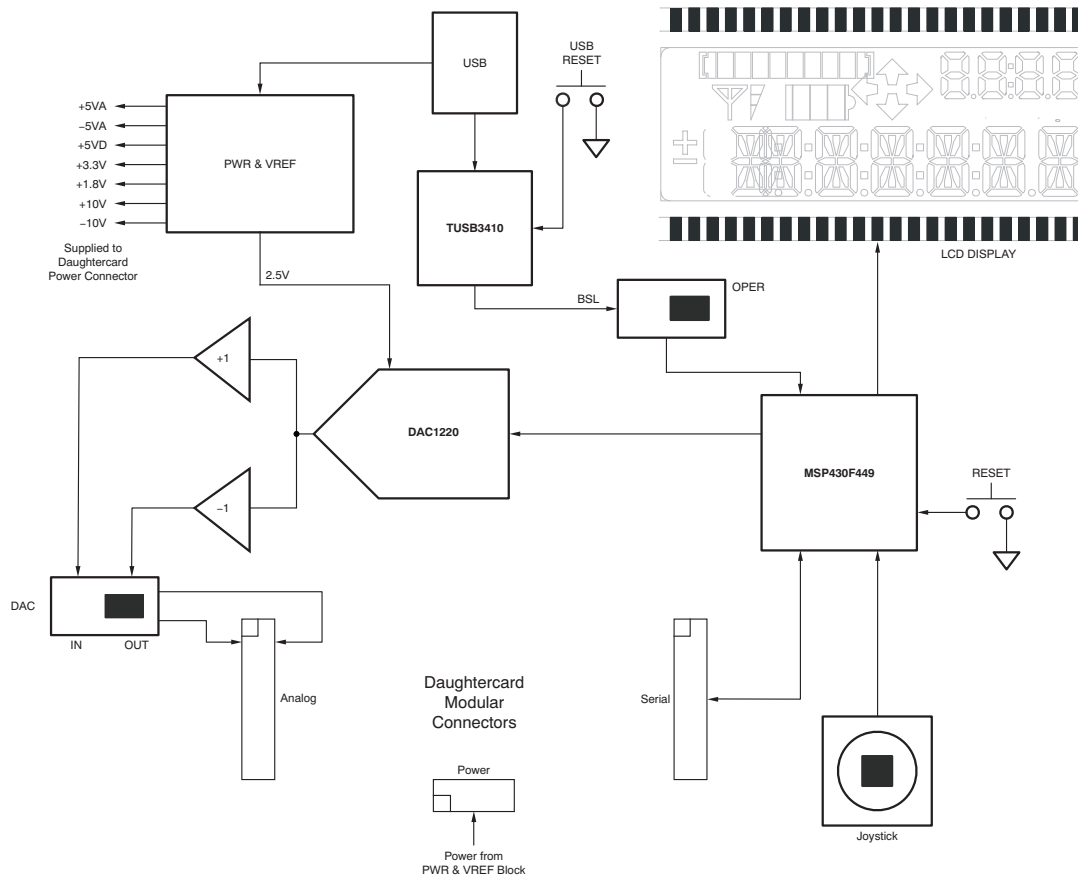 USB
USB
RESET
+5VA
−5VA
+5VD
+3.3V
+1.8V
+10V
−10V
PWR & VREF
Supplied to
Daughtercard
Power Connector
TUSB3410
LCD DISPLAY
2.5V
BSL
OPER
+1
DAC1220
MSP430F449
RESET
−1
DAC
IN
OUT
Analog
Daughtercard
Modular
Connectors
Serial
Power
Power from
PWR & VREF Block
Joystick